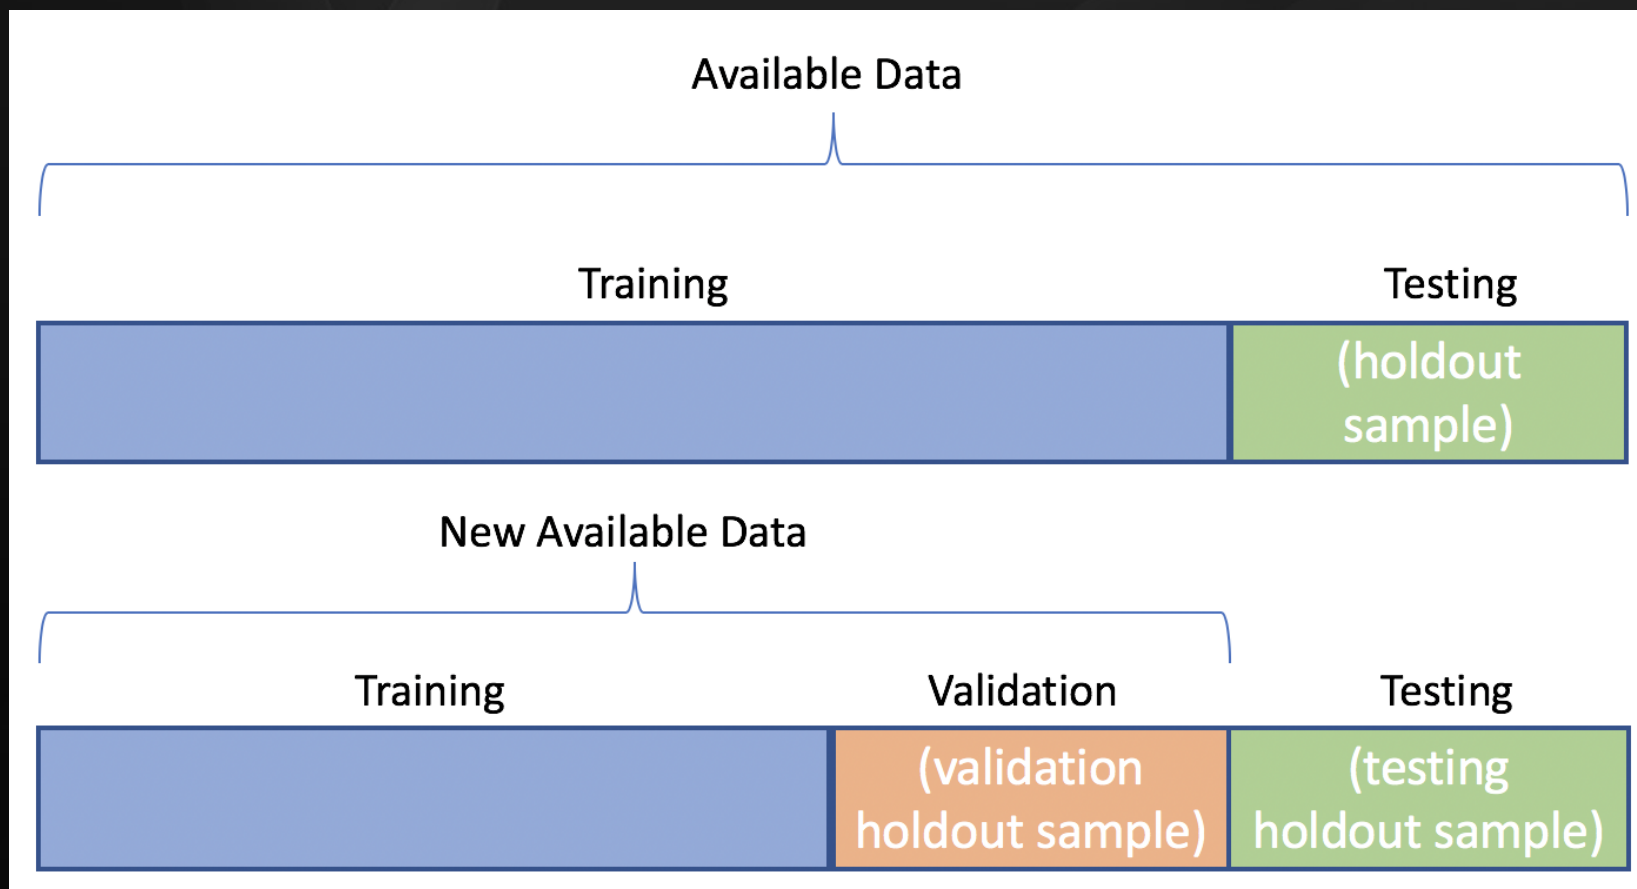 Available Data
Training
Testing
(holdout
sample)
New Available Data
Training
Validation
Testing
(validation
holdout sample)
(testing
holdout sample)